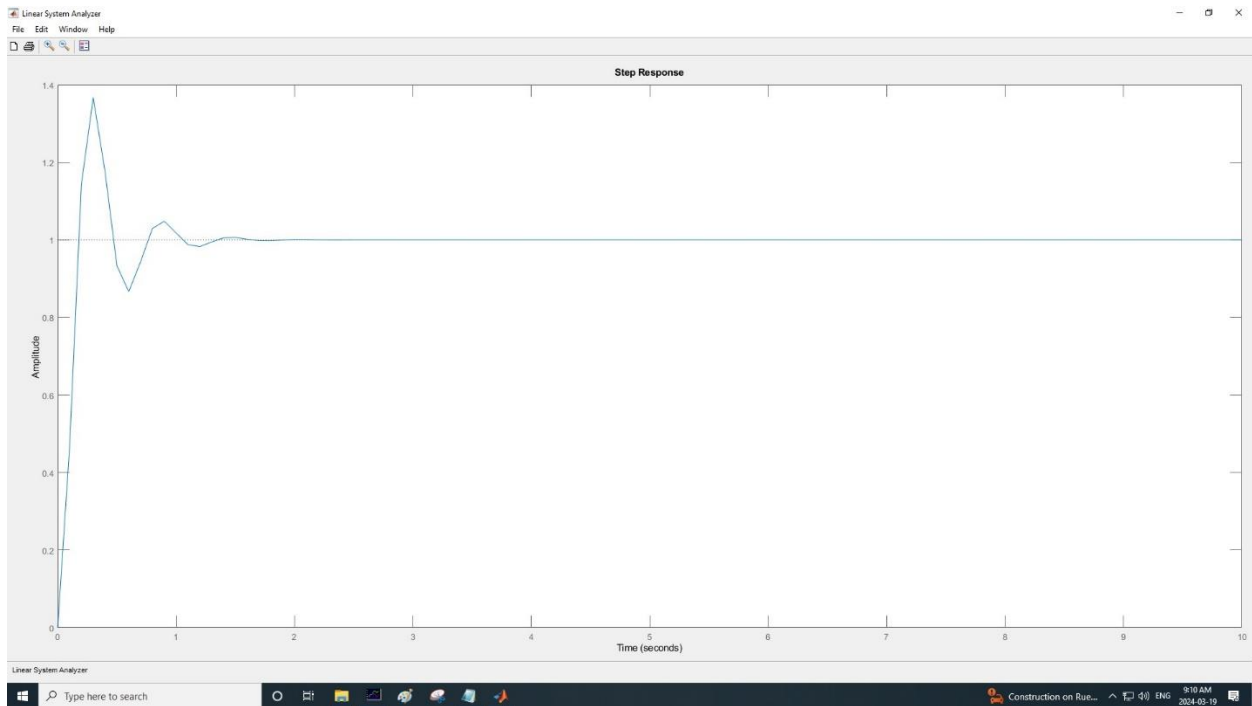 Linear System Analyzer
File Edit Window Help
Step Response
1.4
1.2
1
0.8
0.6
0.4
0.2
0
Amplitude
0 1 2 3 4 5 6 7 8 9 10
Time (seconds)
Linear System Analyzer
Type here to search
Construction on Rue... ENG 9:10 AM
2024-03-19